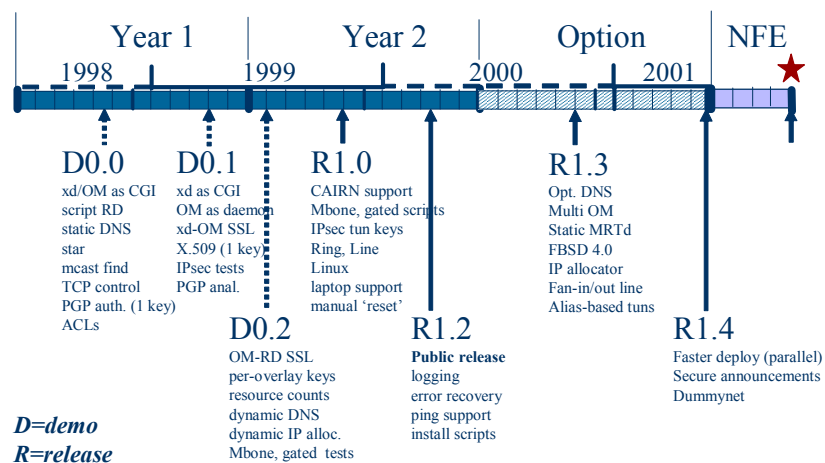 Year 1
Year 2
Option
NFE
1998
1999
2000
2001
D0.0
xd/OM as CGI
script RD
static DNS
star
mcast find
TCP control
PGP auth. (1 key)
ACLs
D0.1
xd as CGI
OM as daemon
xd-OM SSL
X.509 (1 key)
IPsec tests
PGP anal.
R1.0
CAIRN support
Mbone, gated scripts
IPsec tun keys
Ring, Line
Linux
laptop support
manual ‘reset’
R1.3
Opt. DNS
Multi OM
Static MRTd
FBSD 4.0
IP allocator
Fan-in/out line
Alias-based tuns
D0.2
OM-RD SSL
per-overlay keys
resource counts
dynamic DNS
dynamic IP alloc.
Mbone, gated tests
R1.2
Public release
logging
error recovery
ping support
install scripts
R1.4
Faster deploy (parallel)
Secure announcements
Dummynet
D=demo
R=release